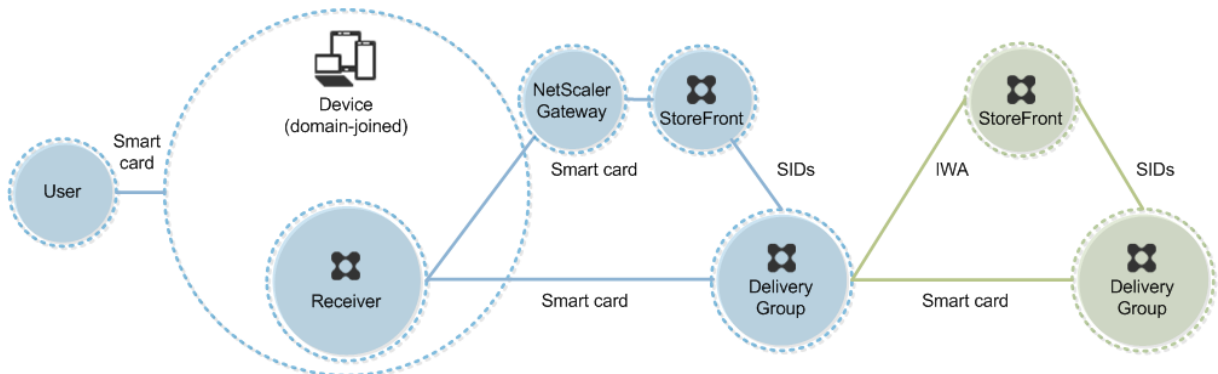 User
Smart
card
Device
(domain-joined)
Receiver
NetScaler
Gateway
StoreFront
Smart card
SIDs
Smart card
Delivery
Group
IWA
StoreFront
SIDs
Smart card
Delivery
Group